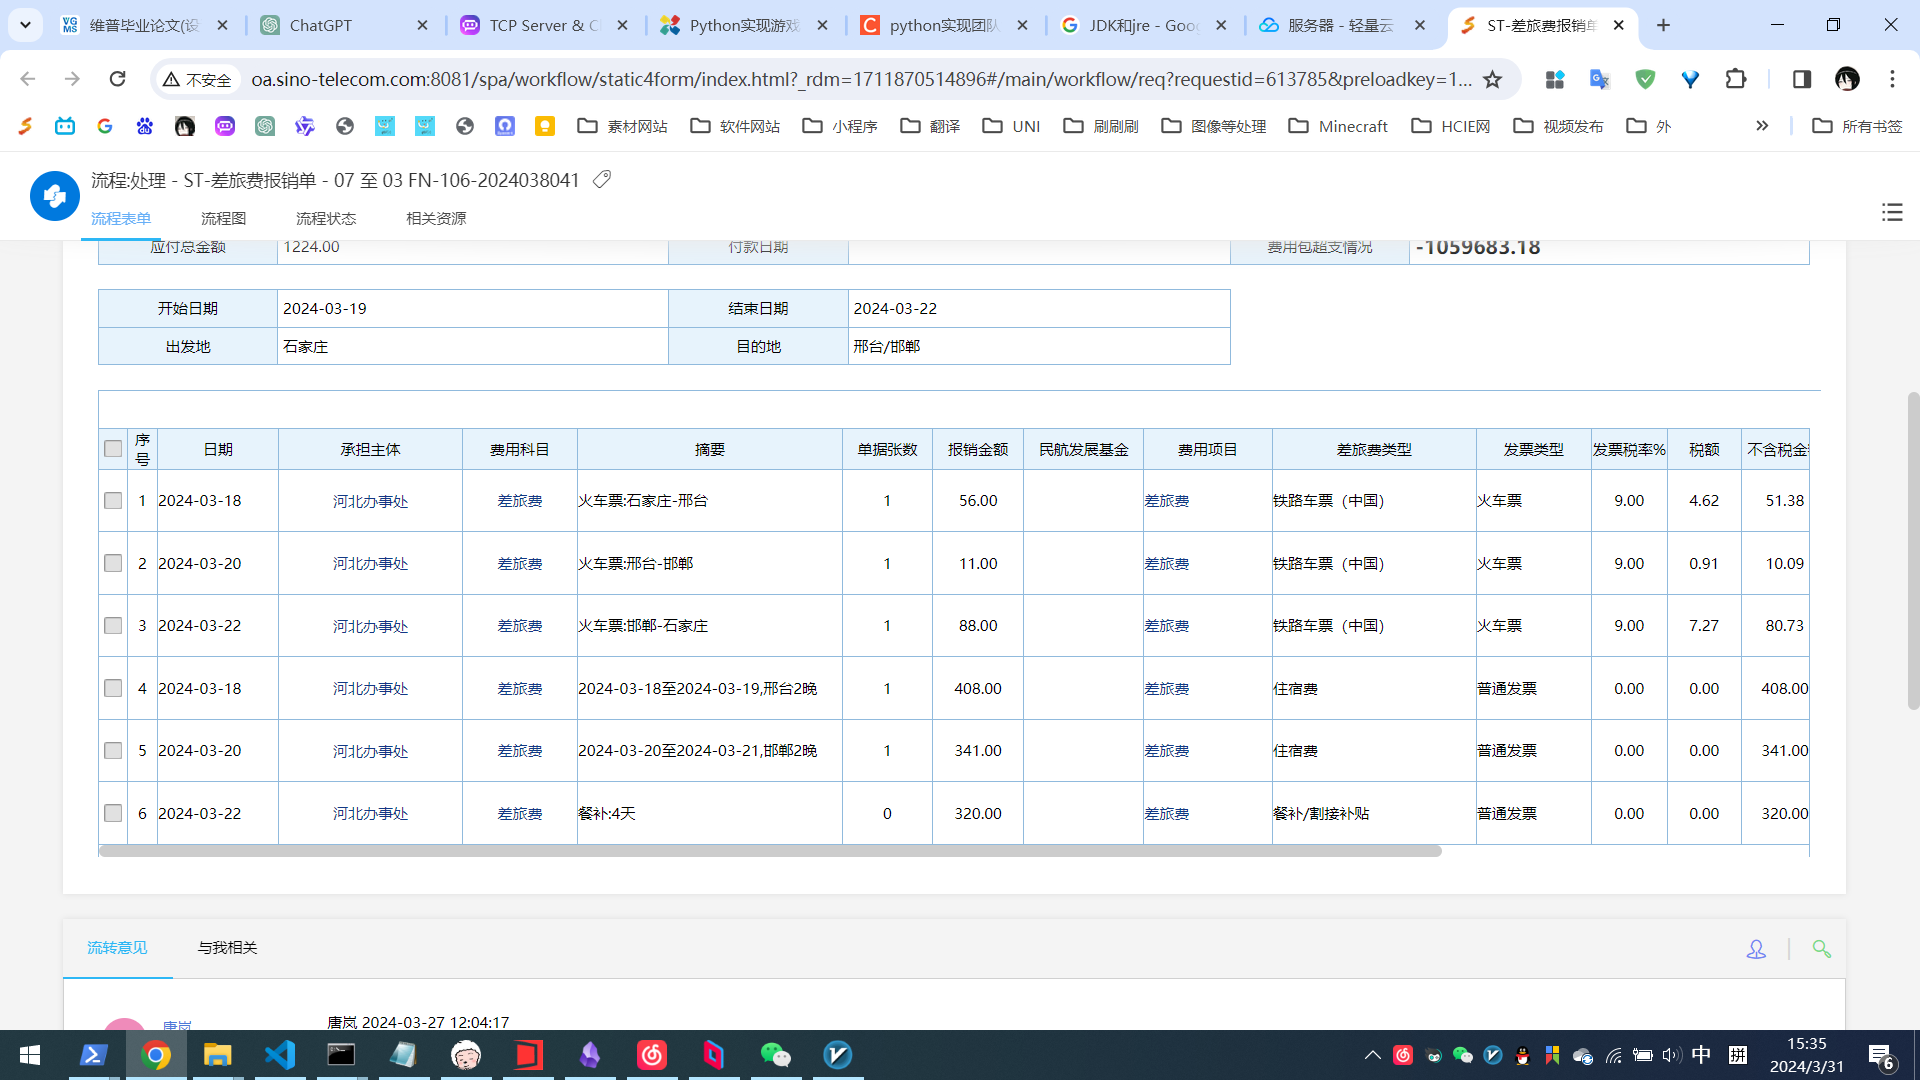 维普毕业论文(设
ChatGPT
TCP Server & C
Python实现游戏
python实现团队
JDK和jre - Goo
服务器 - 轻量云
ST-差旅费报销单
不安全
oa.sino-telecom.com:8081/spa/workflow/static4form/index.html?_rdm=1711870514896#/main/workflow/req?requestid=613785&preloadkey=1...
素材网站
软件网站
小程序
翻译
UNI
刷刷刷
图像等处理
Minecraft
HCIE网
视频发布
外
所有书签
流程:处理 - ST-差旅费报销单 - 07 至 03 FN-106-2024038041
流程表单 流程图 流程状态 相关资源
应付总金额 1224.00 付款日期 费用包超支情况 -1059683.18
开始日期 2024-03-19 结束日期 2024-03-22
出发地 石家庄 目的地 邢台/邯郸
序号 日期 承担主体 费用科目 摘要 单据张数 报销金额 民航发展基金 费用项目 差旅费类型 发票类型 发票税率% 税额 不含税金
1 2024-03-18 河北办事处 差旅费 火车票:石家庄-邢台 1 56.00 差旅费 铁路车票（中国） 火车票 9.00 4.62 51.38
2 2024-03-20 河北办事处 差旅费 火车票:邢台-邯郸 1 11.00 差旅费 铁路车票（中国） 火车票 9.00 0.91 10.09
3 2024-03-22 河北办事处 差旅费 火车票:邯郸-石家庄 1 88.00 差旅费 铁路车票（中国） 火车票 9.00 7.27 80.73
4 2024-03-18 河北办事处 差旅费 2024-03-18至2024-03-19,邢台2晚 1 408.00 差旅费 住宿费 普通发票 0.00 0.00 408.00
5 2024-03-20 河北办事处 差旅费 2024-03-20至2024-03-21,邯郸2晚 1 341.00 差旅费 住宿费 普通发票 0.00 0.00 341.00
6 2024-03-22 河北办事处 差旅费 餐补:4天 0 320.00 差旅费 餐补/割接补贴 普通发票 0.00 0.00 320.00
流转意见 与我相关
唐岚 唐岚 2024-03-27 12:04:17
中 拼
15:35
2024/3/31
6